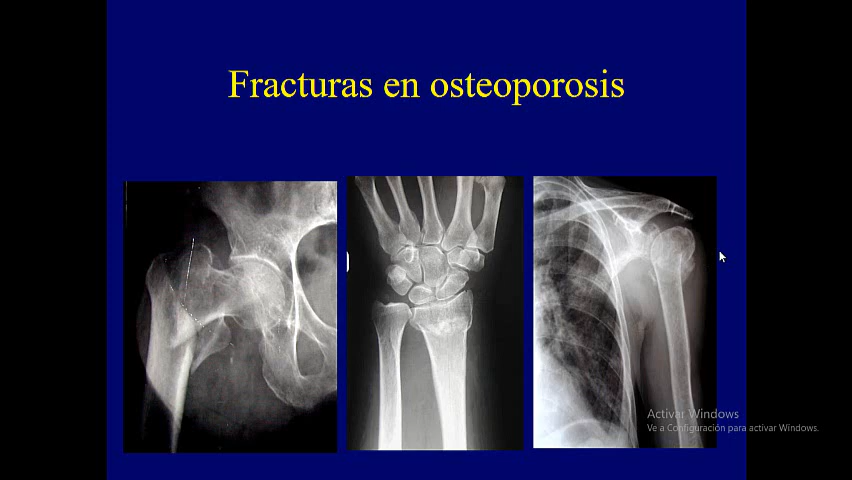 Fracturas en osteoporosis
Activar Windows
Ve a Configuración para activar Windows.